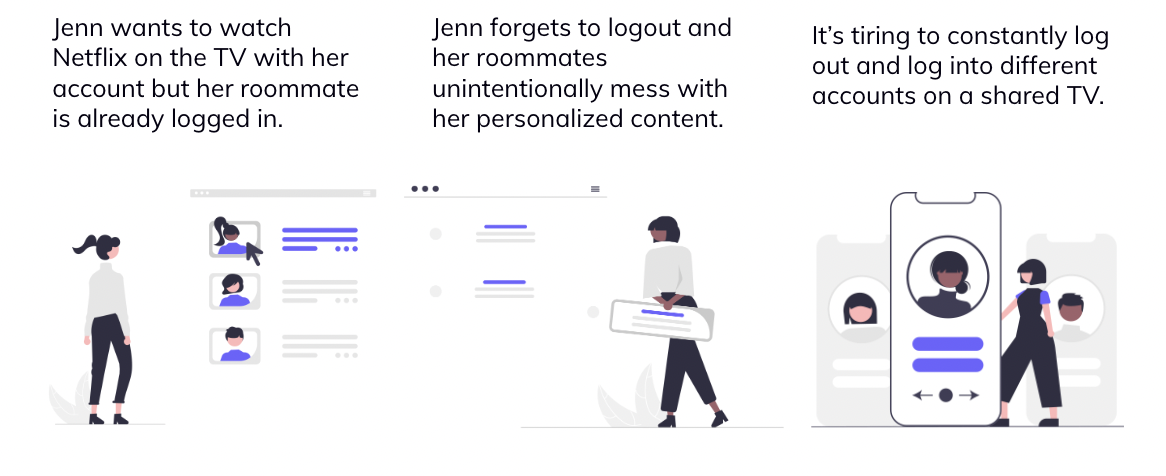 Jenn wants to watch
Netflix on the TV with her
account but her roommate
is already logged in.
Jenn forgets to logout and
her roommates
unintentionally mess with
her personalized content.
It’s tiring to constantly log
out and log into different
accounts on a shared TV.